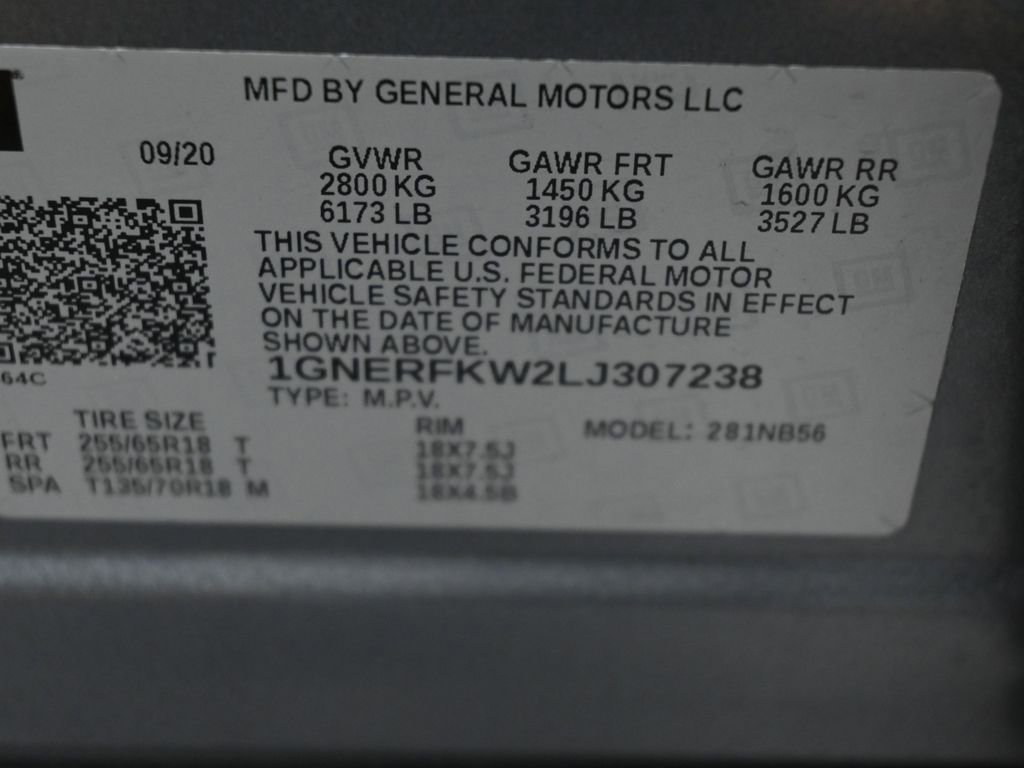 MFD BY GENERAL MOTORS LLC
09/20
GVWR GAWR FRT GAWR RR
2800 KG 1450 KG 1600 KG
6173 LB 3196 LB 3527 LB
THIS VEHICLE CONFORMS TO ALL
APPLICABLE U.S. FEDERAL MOTOR
VEHICLE SAFETY STANDARDS IN EFFECT
ON THE DATE OF MANUFACTURE
SHOWN ABOVE.
1GNERFKW2LJ307238
64C
TYPE: M.P.V.
TIRE SIZE RIM MODEL: 281NB56
FRT 255/65R18 T 18X7.5J
RR 255/65R18 T 18X7.5J
SPA T135/70R18 M 18X4.5B